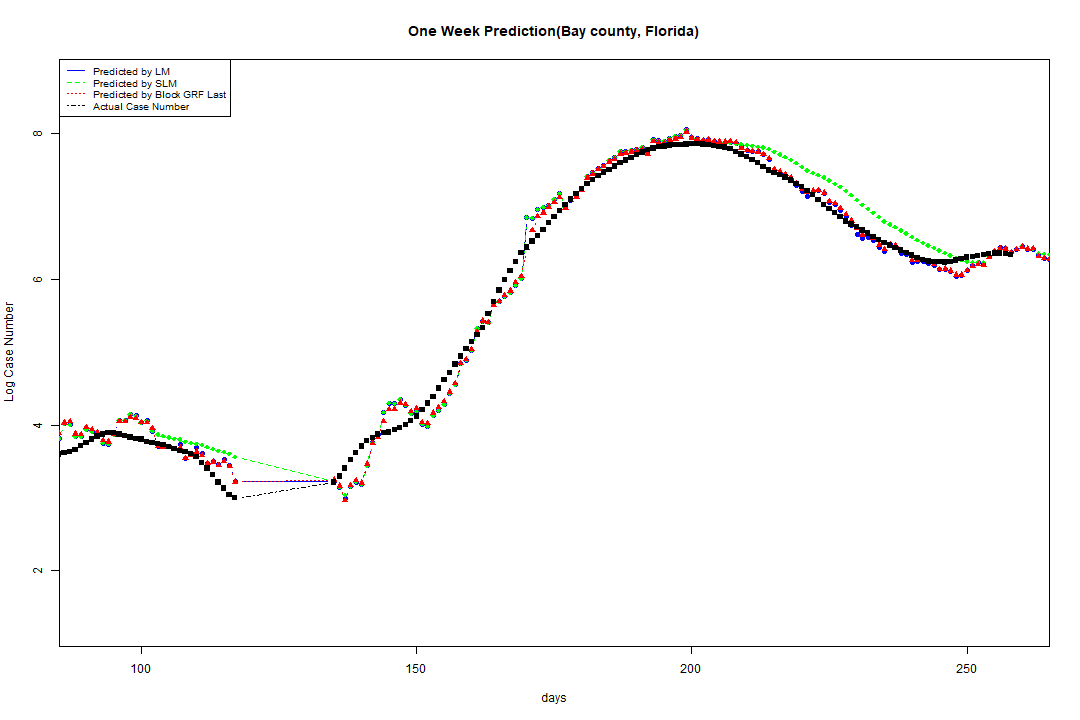 One Week Prediction(Bay county, Florida)
Predicted by LM
Predicted by SLM
Predicted by Block GRF Last
Actual Case Number
8
6
4
2
Log Case Number
100
150
200
250
days